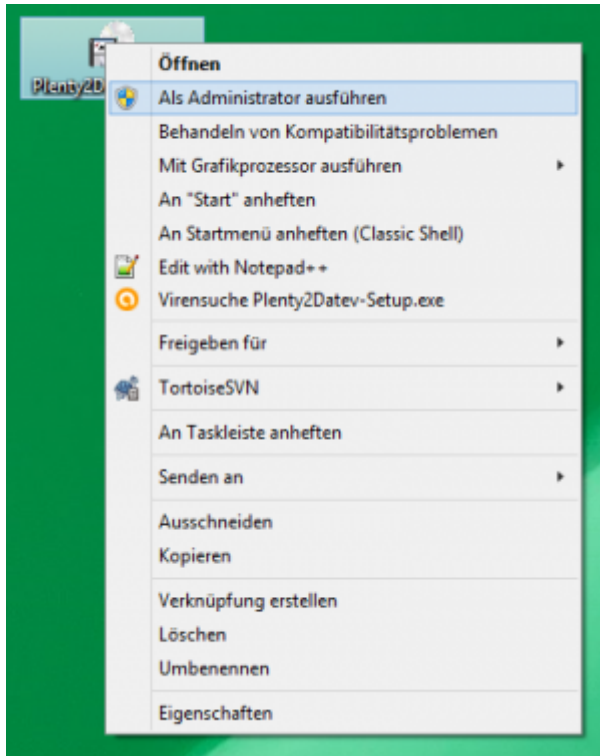 Plenty2D
Öffnen
Als Administrator ausführen
Behandeln von Kompatibilitätsproblemen
Mit Grafikprozessor ausführen
An "Start" anheften
An Startmenü anheften (Classic Shell)
Edit with Notepad++
Virensuche Plenty2Datev-Setup.exe
Freigeben für
TortoiseSVN
An Taskleiste anheften
Senden an
Ausschneiden
Kopieren
Verknüpfung erstellen
Löschen
Umbenennen
Eigenschaften